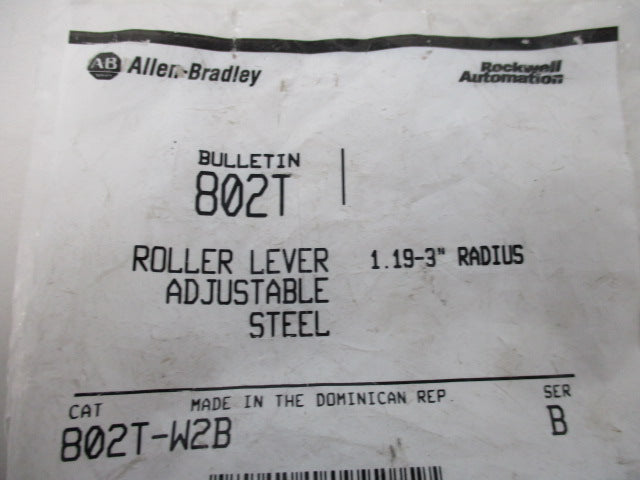 AB Allen-Bradley
Rockwell
Automation
BULLETIN
802T
ROLLER LEVER 1.19-3" RADIUS
ADJUSTABLE
STEEL
CAT MADE IN THE DOMINICAN REP. SER
802T-W2B B